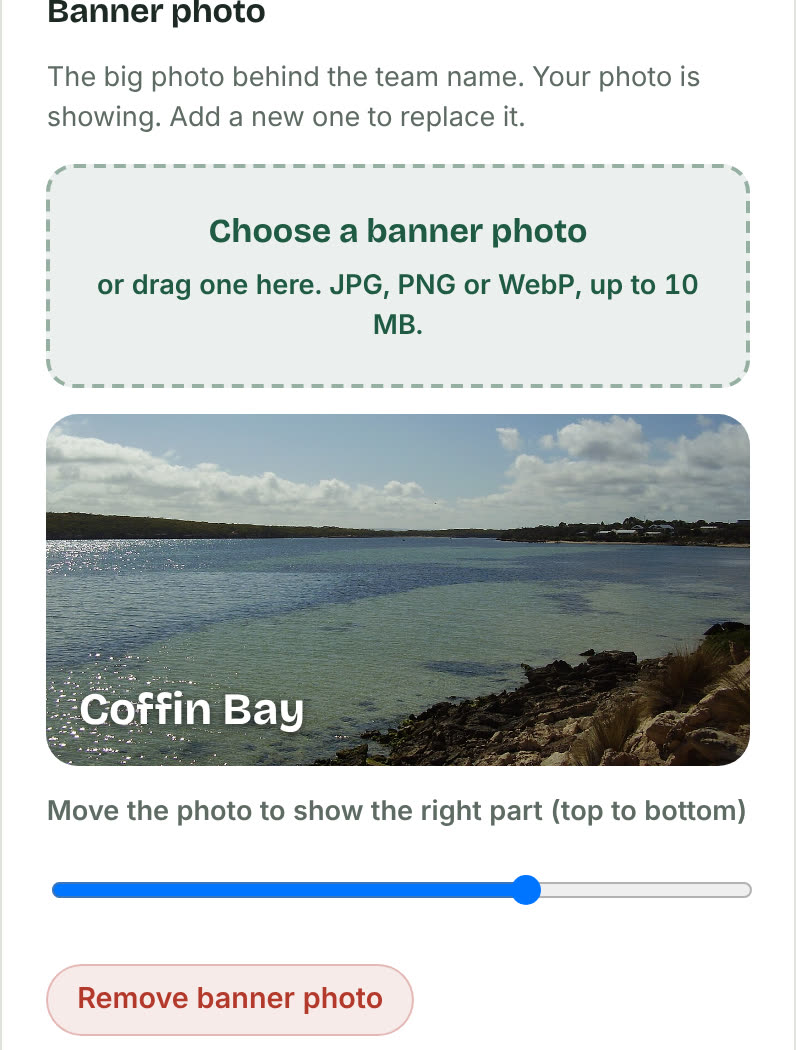 Banner photo
The big photo behind the team name. Your photo is
showing. Add a new one to replace it.
Choose a banner photo
or drag one here. JPG, PNG or WebP, up to 10
MB.
Coffin Bay
Move the photo to show the right part (top to bottom)
Remove banner photo